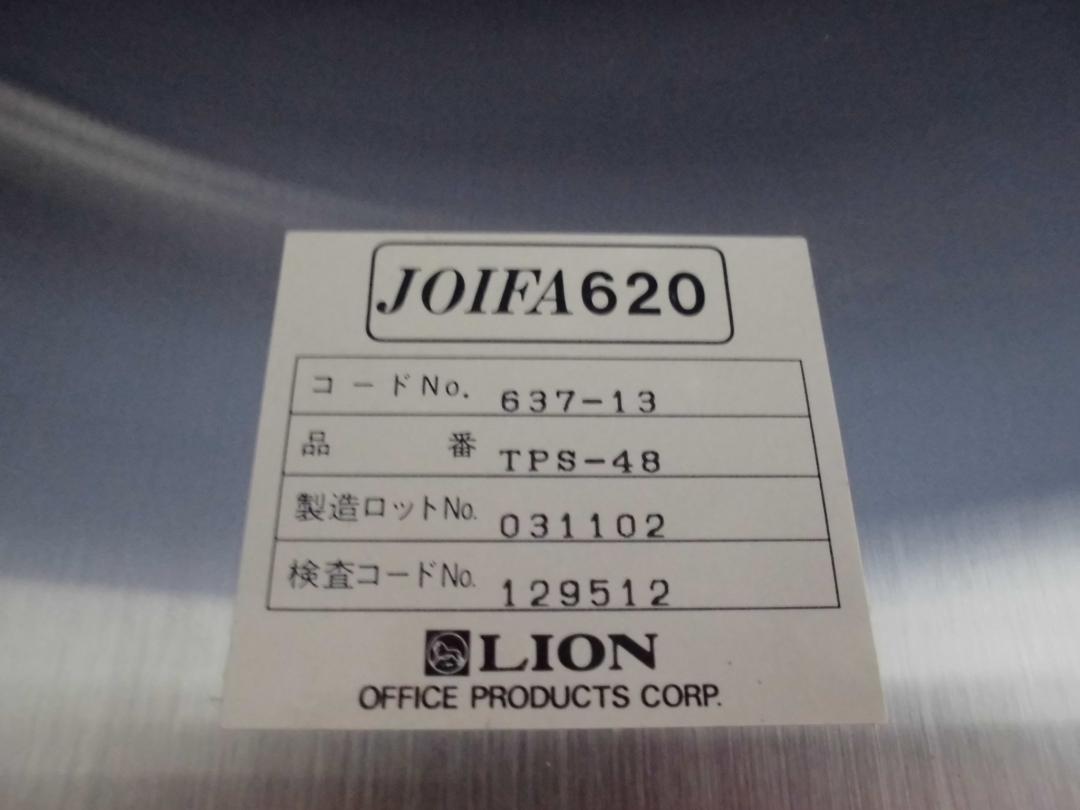 JOIFA620
コードNo. 637-13
品番 TPS-48
製造ロットNo. 031102
検査コードNo. 129512
LION
OFFICE PRODUCTS CORP.